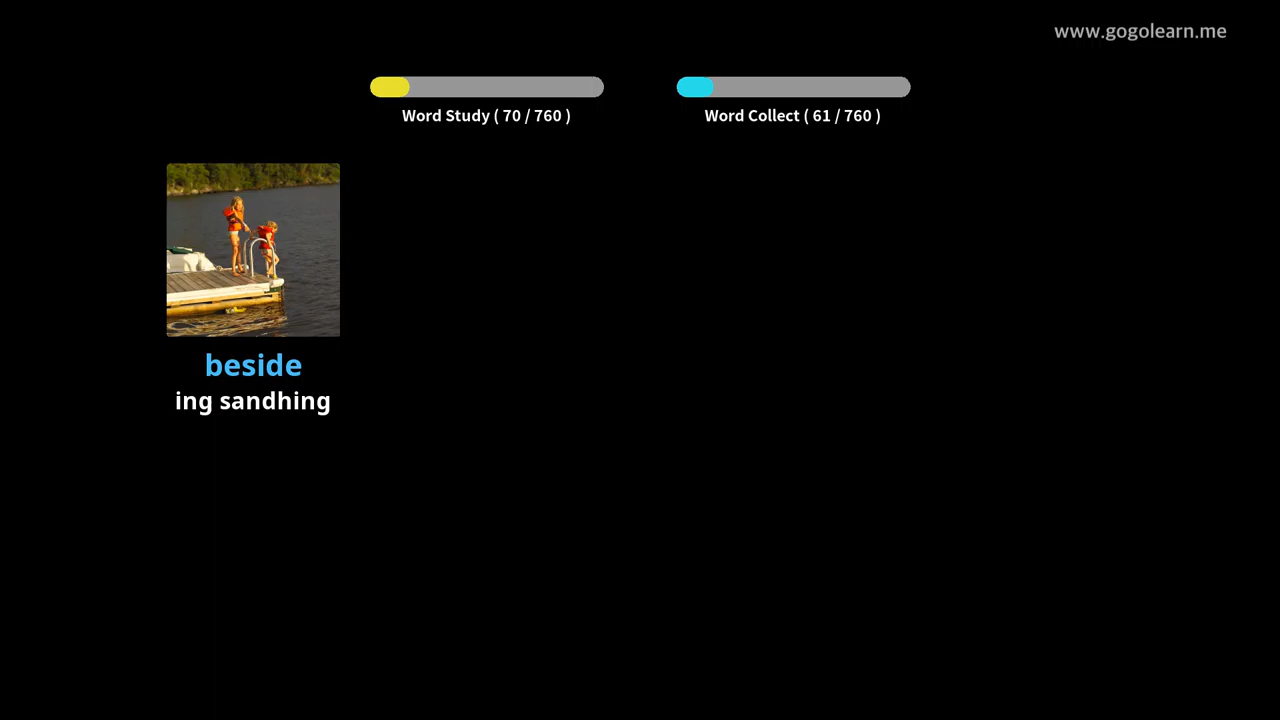 www.gogolearn.me
Word Study ( 70 / 760 )
Word Collect ( 61 / 760 )
beside
ing sandhing